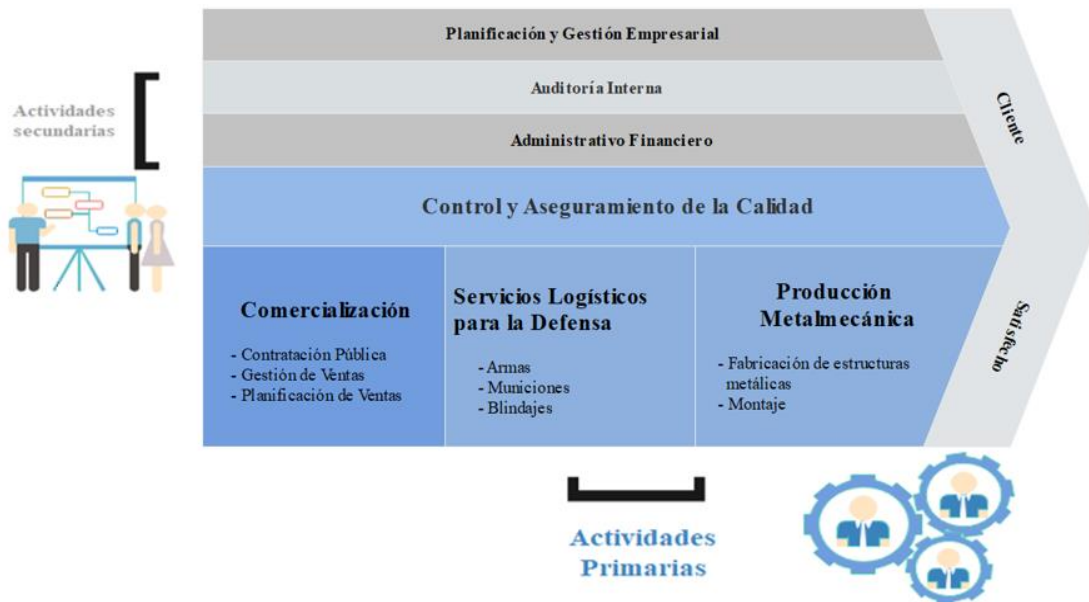 Planificación y Gestión Empresarial
Auditoría Interna
Administrativo Financiero
Actividades
secundarias
Cliente
Satisfecho
Control y Aseguramiento de la Calidad
Comercialización
- Contratación Pública
- Gestión de Ventas
- Planificación de Ventas
Servicios Logísticos
para la Defensa
- Armas
- Municiones
- Blindajes
Producción
Metalmecánica
- Fabricación de estructuras
metálicas
- Montaje
Actividades
Primarias